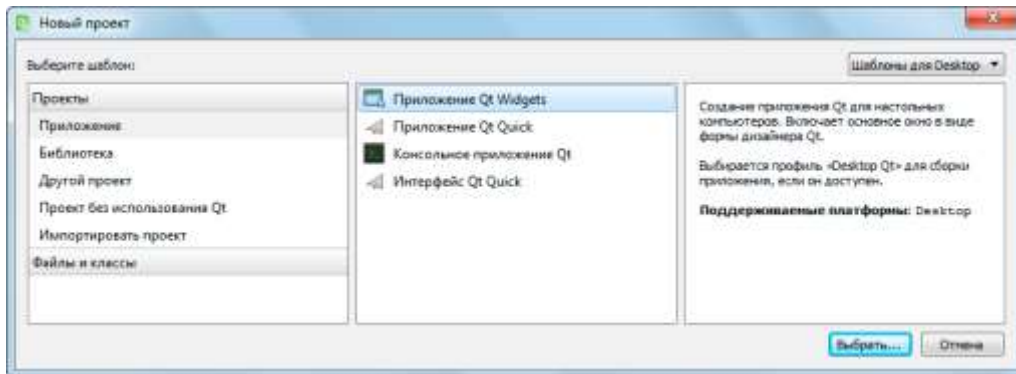 Новый проект
Выберите шаблон:
Шаблоны для Desktop
Проекты
Приложение
Библиотека
Другой проект
Проект без использования Qt
Импортировать проект
Файлы и классы
Приложение Qt Widgets
Приложение Qt Quick
Консольное приложение Qt
Интерфейс Qt Quick
Создание приложения Qt для настольных
компьютеров. Включает основное окно в виде
формы дизайнера Qt.
Выбирается профиль «Desktop Qt» для сборки
приложения, если он доступен.
Поддерживаемые платформы: Desktop
Выбрать...
Отмена